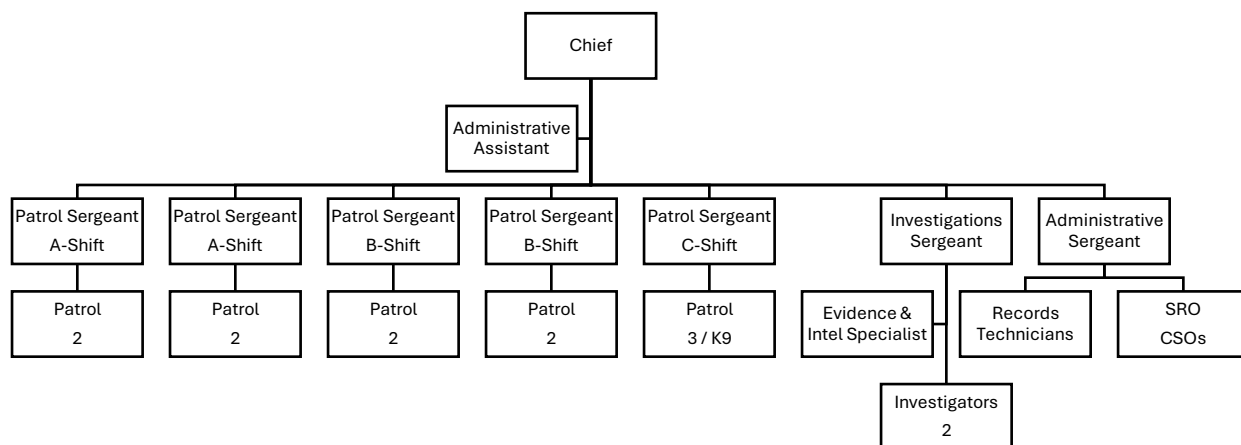 Chief
Administrative
Assistant
Patrol Sergeant
A-Shift
Patrol Sergeant
A-Shift
Patrol Sergeant
B-Shift
Patrol Sergeant
B-Shift
Patrol Sergeant
C-Shift
Investigations
Sergeant
Administrative
Sergeant
Patrol
2
Patrol
2
Patrol
2
Patrol
2
Patrol
3 / K9
Evidence &
Intel Specialist
Records
Technicians
SRO
CSOs
Investigators
2